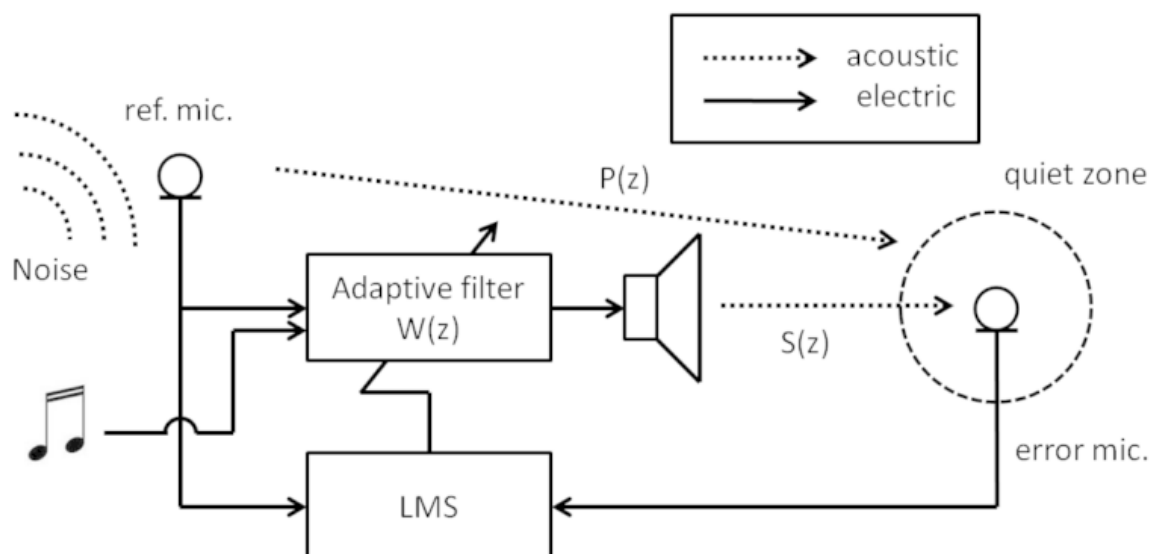 acoustic
electric
ref. mic.
P(z)
quiet zone
Noise
Adaptive filter
W(z)
S(z)
error mic.
LMS